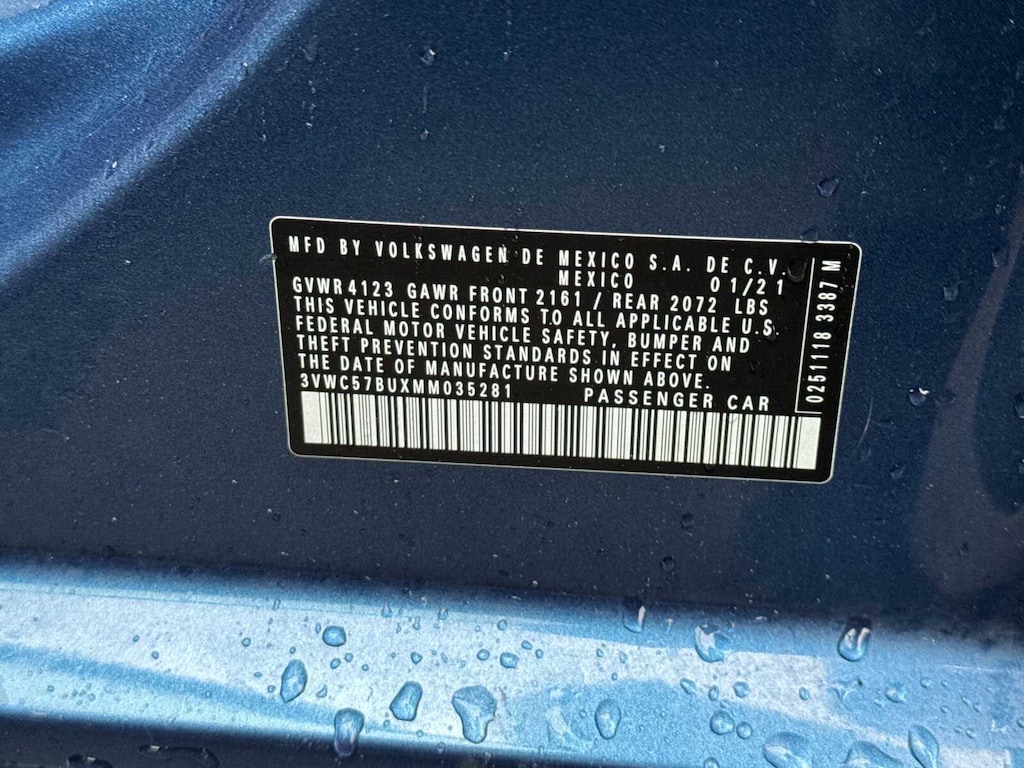 MFD BY VOLKSWAGEN DE MEXICO S.A. DE C.V.
MEXICO 01/21
GVWR 4123 GAWR FRONT 2161 / REAR 2072 LBS
THIS VEHICLE CONFORMS TO ALL APPLICABLE U.S.
FEDERAL MOTOR VEHICLE SAFETY, BUMPER AND
THEFT PREVENTION STANDARDS IN EFFECT ON
THE DATE OF MANUFACTURE SHOWN ABOVE.
3VWC57BUXMM035281 PASSENGER CAR
0251118 3387 M